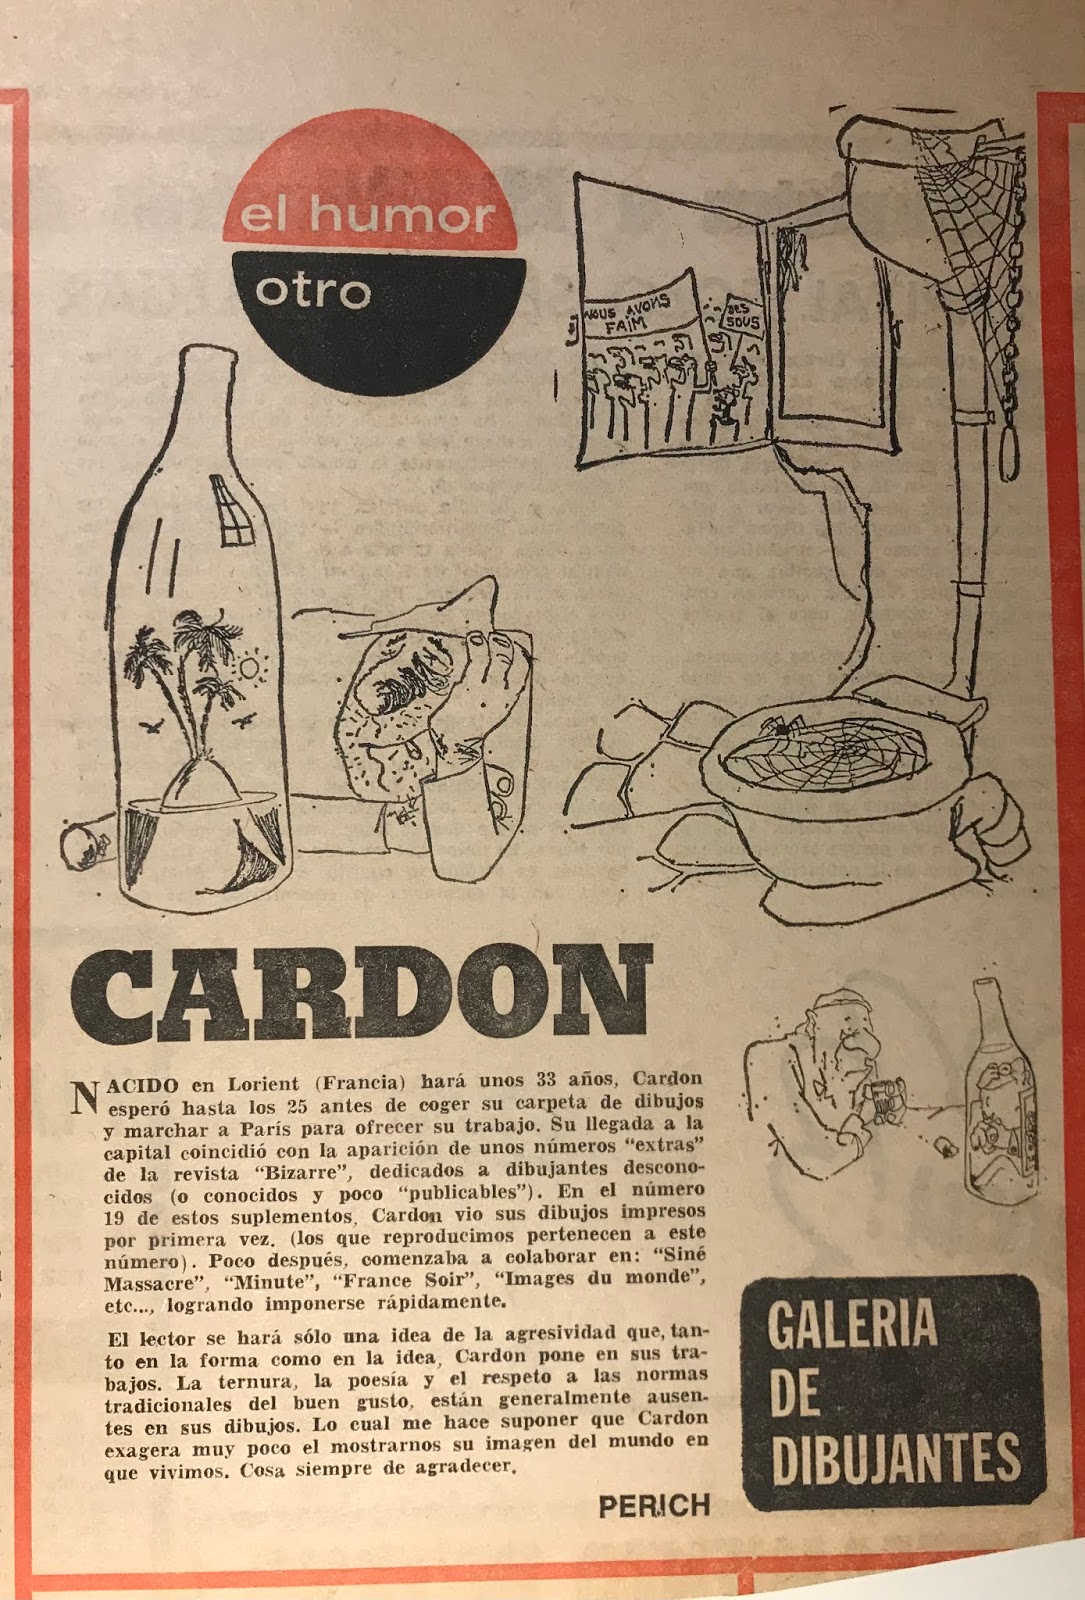 el humor
otro
NOUS AVONS
FAIM
DES
SOUS
CARDON
NACIDO en Lorient (Francia) hará unos 33 años, Cardon
esperó hasta los 25 antes de coger su carpeta de dibujos
y marchar a París para ofrecer su trabajo. Su llegada a la
capital coincidió con la aparición de unos números "extras"
de la revista "Bizarre", dedicados a dibujantes descono-
cidos (o conocidos y poco "publicables"). En el número
19 de estos suplementos, Cardon vio sus dibujos impresos
por primera vez. (los que reproducimos pertenecen a este
número). Poco después, comenzaba a colaborar en: "Siné
Massacre", "Minute", "France Soir", "Images du monde",
etc..., logrando imponerse rápidamente.
El lector se hará sólo una idea de la agresividad que, tan-
to en la forma como en la idea, Cardon pone en sus tra-
bajos. La ternura, la poesía y el respeto a las normas
tradicionales del buen gusto, están generalmente ausen-
tes en sus dibujos. Lo cual me hace suponer que Cardon
exagera muy poco el mostrarnos su imagen del mundo en
que vivimos. Cosa siempre de agradecer.
PERICH
GALERIA
DE
DIBUJANTES